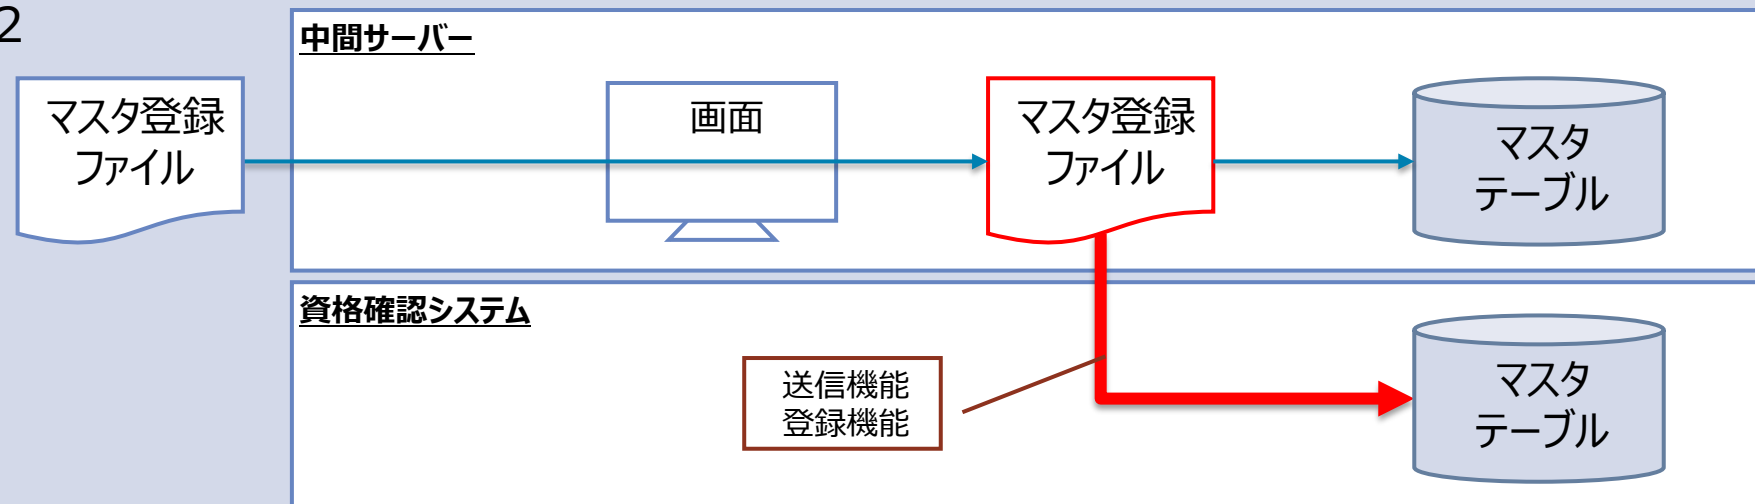 2
中間サーバー
マスタ登録
ファイル
画面
マスタ登録
ファイル
マスタ
テーブル
資格確認システム
送信機能
登録機能
マスタ
テーブル